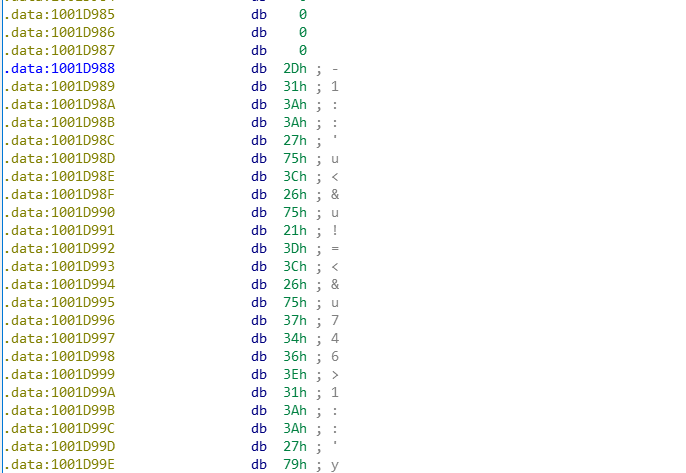 .data:1001D985 db 0
.data:1001D986 db 0
.data:1001D987 db 0
.data:1001D988 db 2Dh ; -
.data:1001D989 db 31h ; 1
.data:1001D98A db 3Ah ; :
.data:1001D98B db 3Ah ; :
.data:1001D98C db 27h ; '
.data:1001D98D db 75h ; u
.data:1001D98E db 3Ch ; <
.data:1001D98F db 26h ; &
.data:1001D990 db 75h ; u
.data:1001D991 db 21h ; !
.data:1001D992 db 3Dh ; =
.data:1001D993 db 3Ch ; <
.data:1001D994 db 26h ; &
.data:1001D995 db 75h ; u
.data:1001D996 db 37h ; 7
.data:1001D997 db 34h ; 4
.data:1001D998 db 36h ; 6
.data:1001D999 db 3Eh ; >
.data:1001D99A db 31h ; 1
.data:1001D99B db 3Ah ; :
.data:1001D99C db 3Ah ; :
.data:1001D99D db 27h ; '
.data:1001D99E db 79h ; y